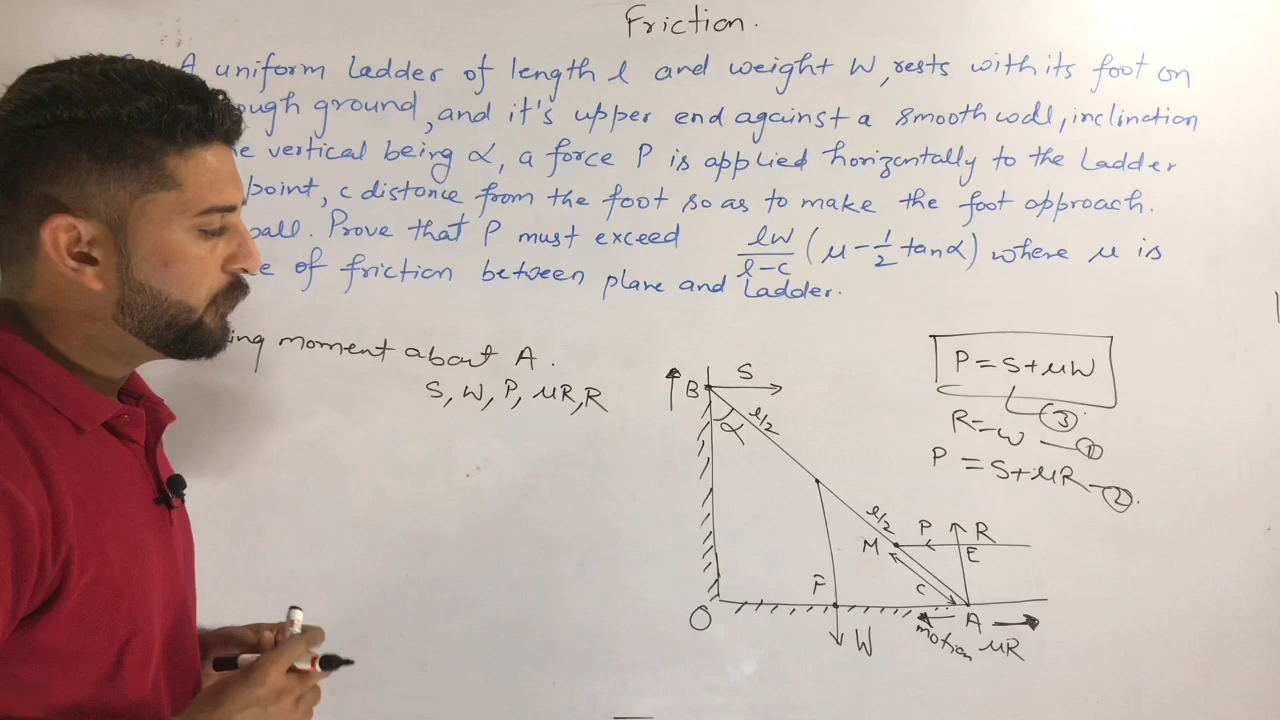 Friction.
A uniform ladder of length l and weight W, rests with its foot on
ough ground, and it's upper end against a smooth wall, inclination
e vertical being α, a force P is applied horizontally to the Ladder
point, c distance from the foot so as to make the foot approach.
all. Prove that P must exceed lW/l-c (μ - 1/2 tanα) where μ is
e of friction between plane and Ladder.
ing moment about A.
S, W, P, μR, R
P = S + μW
3
R = W 1
P = S + μR 2
B
S
α
l/2
l/2
M
P
R
E
c
F
O
A
W
motion
μR